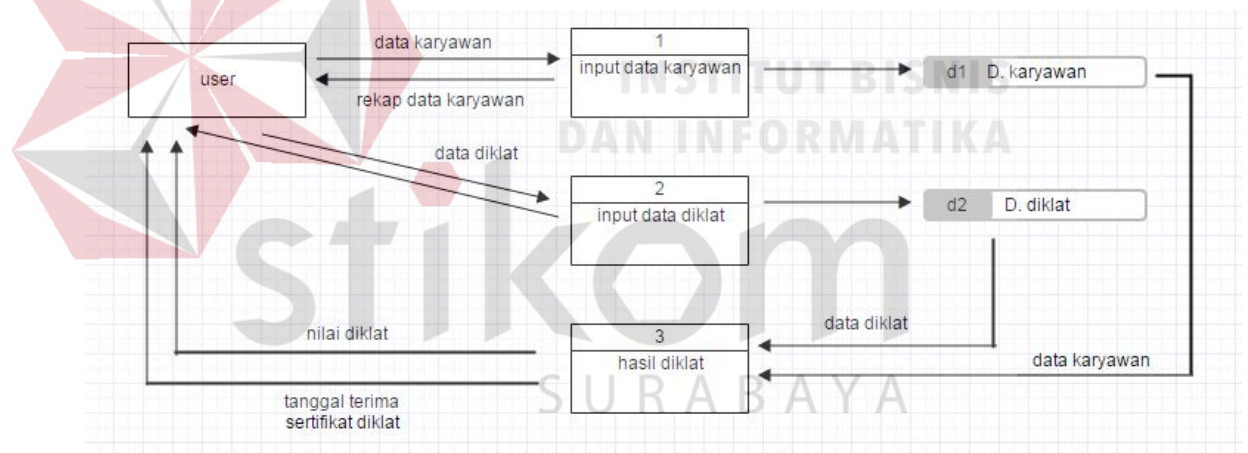 data karyawan
1
user
input data karyawan
d1 D. karyawan
rekap data karyawan
INSTITUT BISNIS
DAN INFORMATIKA
data diklat
2
input data diklat
d2 D. diklat
stikom
nilai diklat
3
data diklat
hasil diklat
data karyawan
SURABAYA
tanggal terima
sertifikat diklat